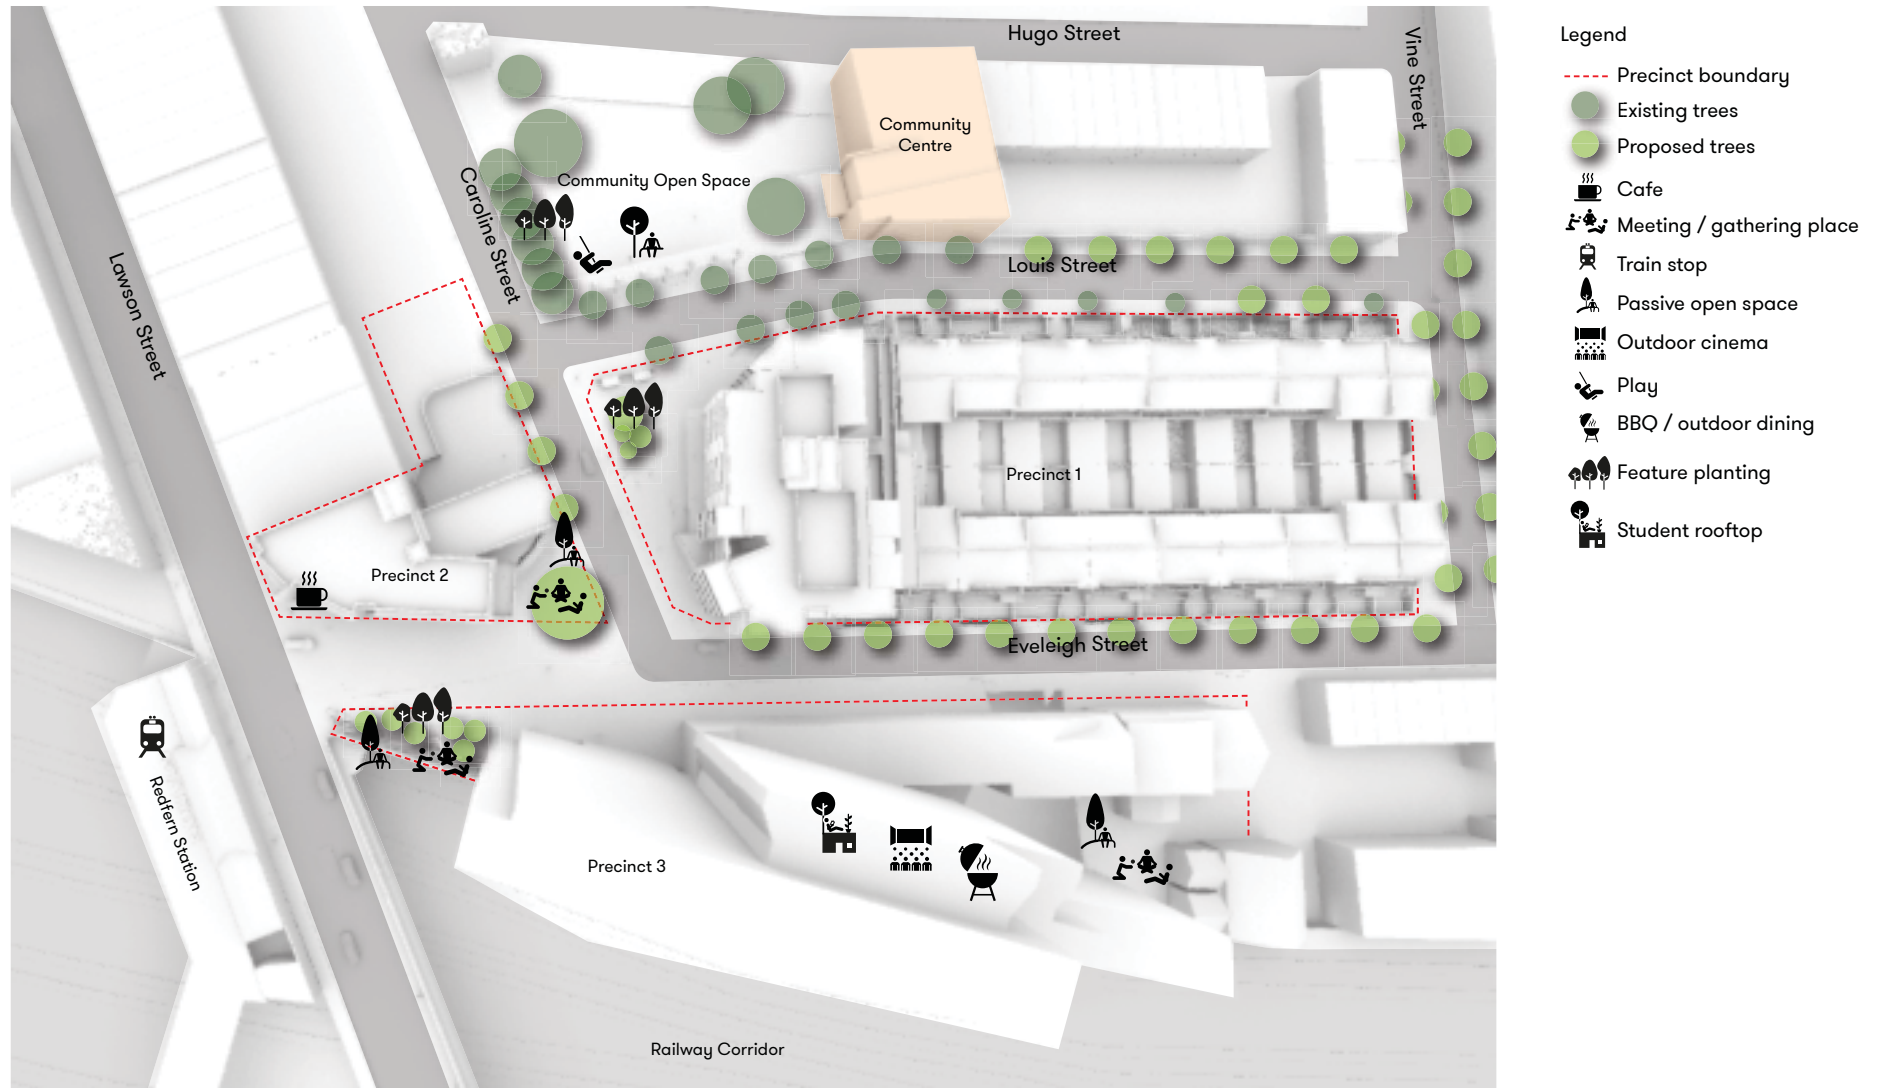 Hugo Street
Vine Street
Community
Centre
Community Open Space
Caroline Street
Louis Street
Lawson Street
Precinct 1
Precinct 2
Eveleigh Street
Redfern Station
Precinct 3
Railway Corridor
Legend
Precinct boundary
Existing trees
Proposed trees
Cafe
Meeting / gathering place
Train stop
Passive open space
Outdoor cinema
Play
BBQ / outdoor dining
Feature planting
Student rooftop